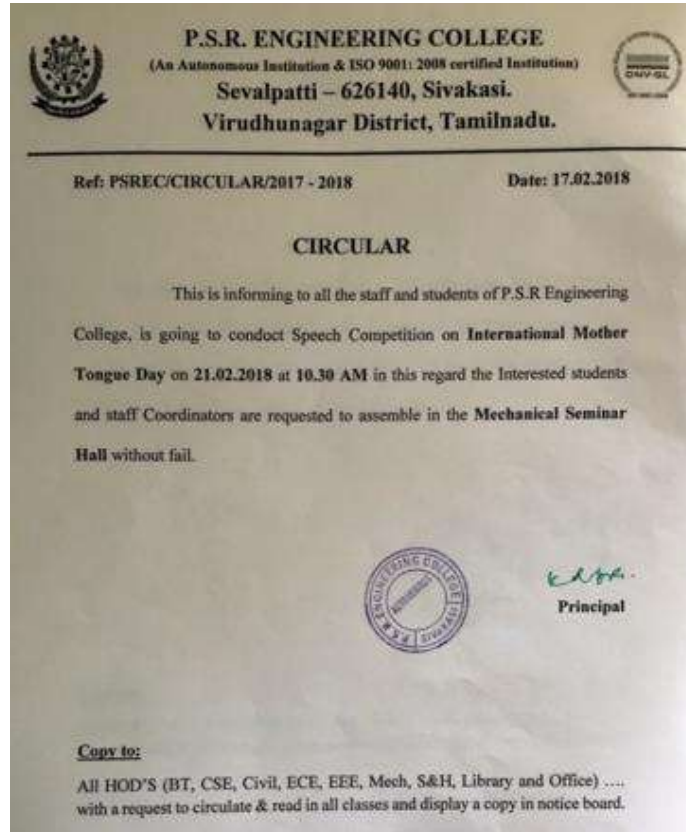 P.S.R. ENGINEERING COLLEGE
(An Autonomous Institution & ISO 9001: 2008 certified Institution)
Sevalpatti – 626140, Sivakasi.
Virudhunagar District, Tamilnadu.
DNV·GL
Ref: PSREC/CIRCULAR/2017 - 2018
Date: 17.02.2018
CIRCULAR
This is informing to all the staff and students of P.S.R Engineering
College, is going to conduct Speech Competition on International Mother
Tongue Day on 21.02.2018 at 10.30 AM in this regard the Interested students
and staff Coordinators are requested to assemble in the Mechanical Seminar
Hall without fail.
P.S.R ENGINEERING COLLEGE
Principal
Copy to:
All HOD'S (BT, CSE, Civil, ECE, EEE, Mech, S&H, Library and Office) ….
with a request to circulate & read in all classes and display a copy in notice board.